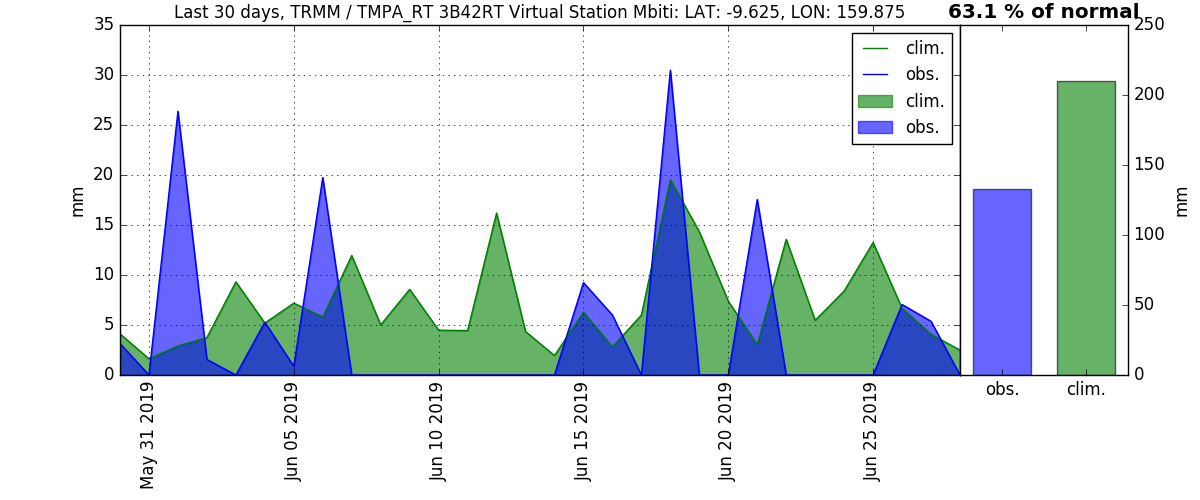 Last 30 days, TRMM / TMPA_RT 3B42RT Virtual Station Mbiti: LAT: -9.625, LON: 159.875
63.1 % of normal
35
30
25
20
15
10
5
0
mm
clim.
obs.
clim.
obs.
May 31 2019
Jun 05 2019
Jun 10 2019
Jun 15 2019
Jun 20 2019
Jun 25 2019
250
200
150
100
50
0
mm
obs.
clim.